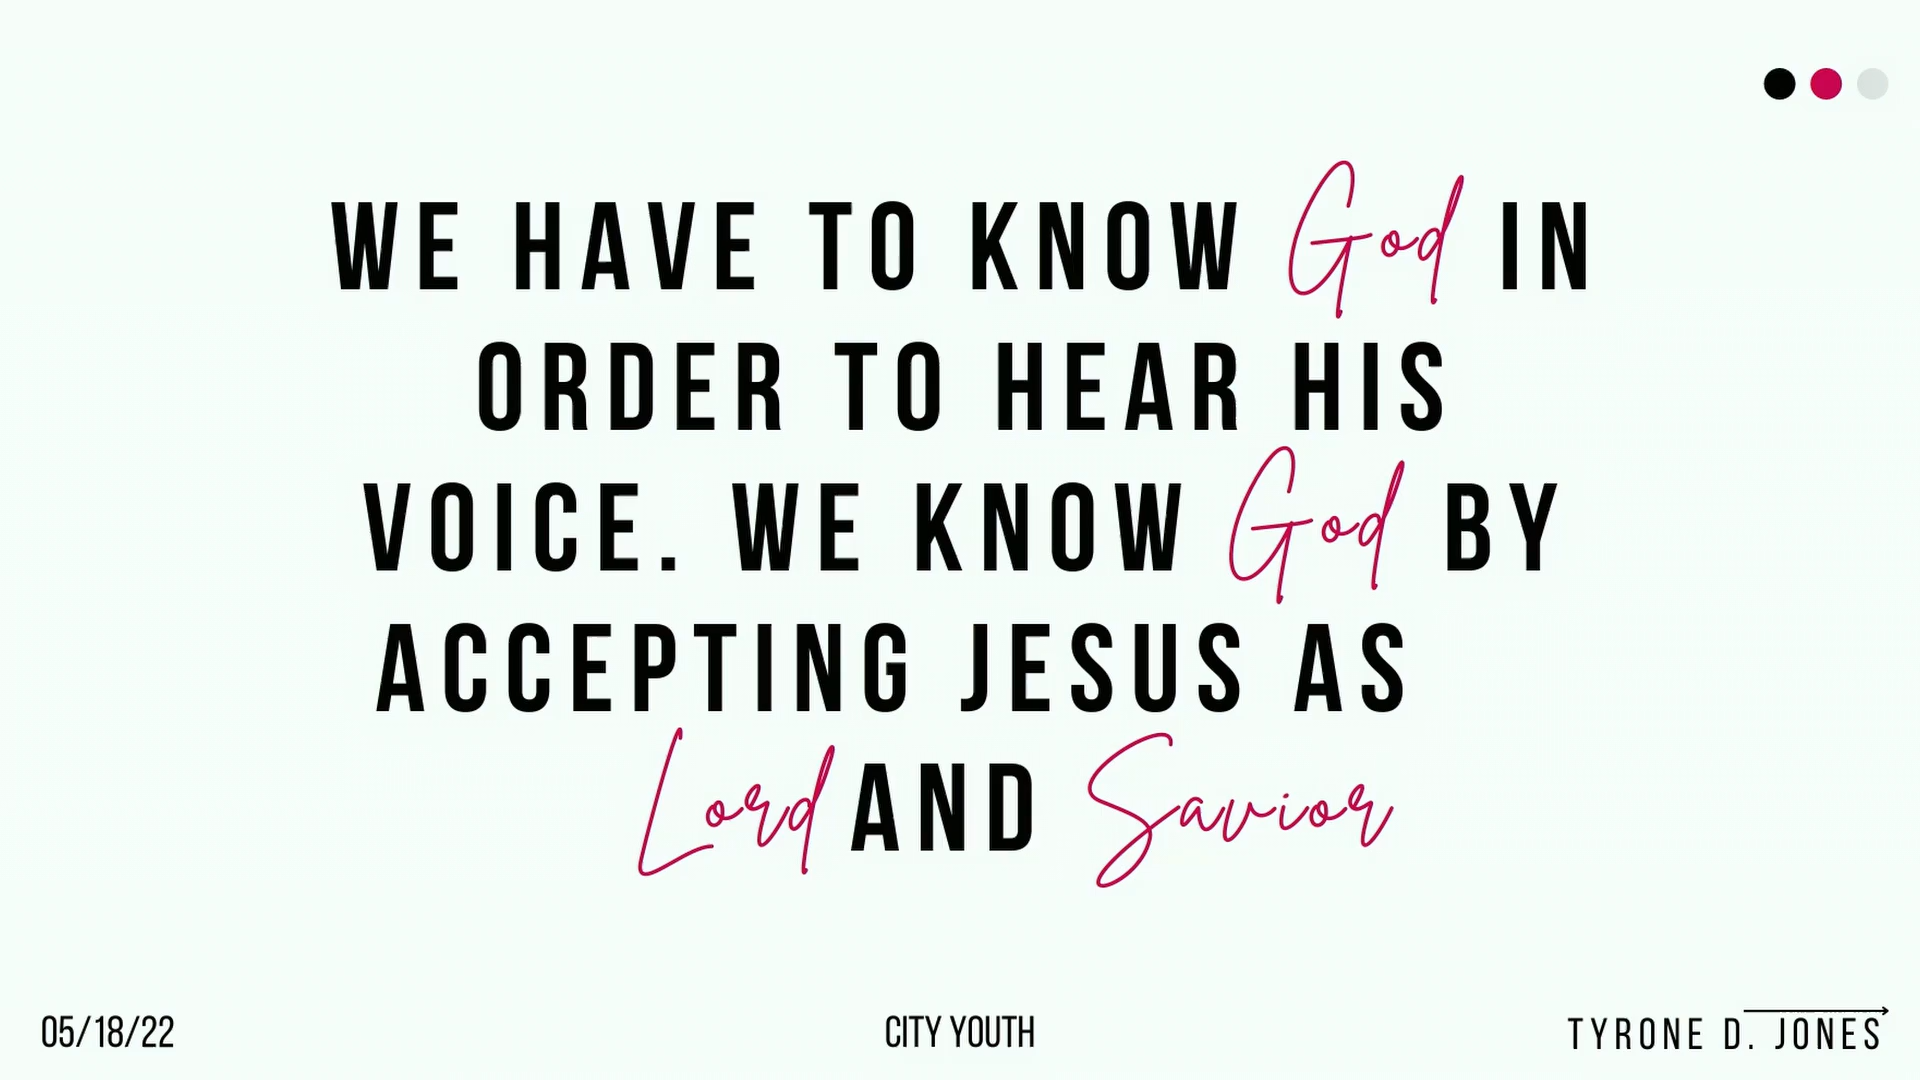 WE HAVE TO KNOW God IN
ORDER TO HEAR HIS
VOICE. WE KNOW God BY
ACCEPTING JESUS AS
Lord AND Savior
05/18/22
CITY YOUTH
TYRONE D. JONES